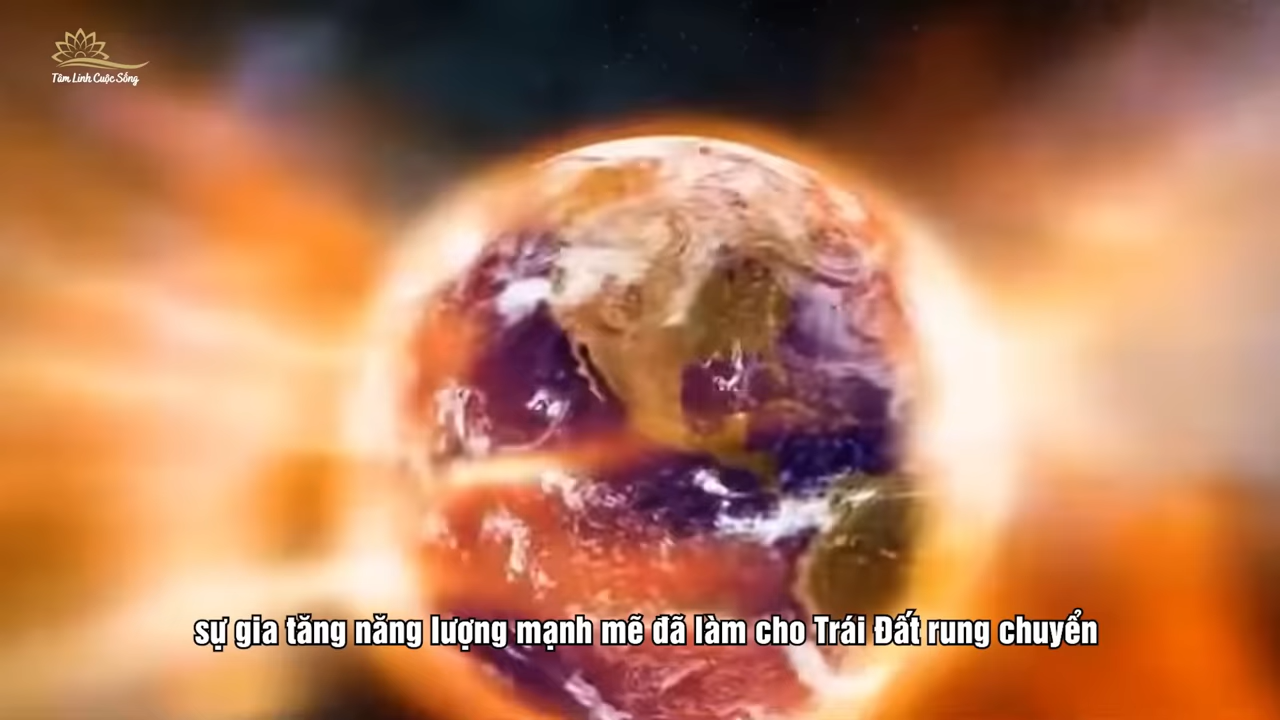 Tâm Linh Cuộc Sống
sự gia tăng năng lượng mạnh mẽ đã làm cho Trái Đất rung chuyển